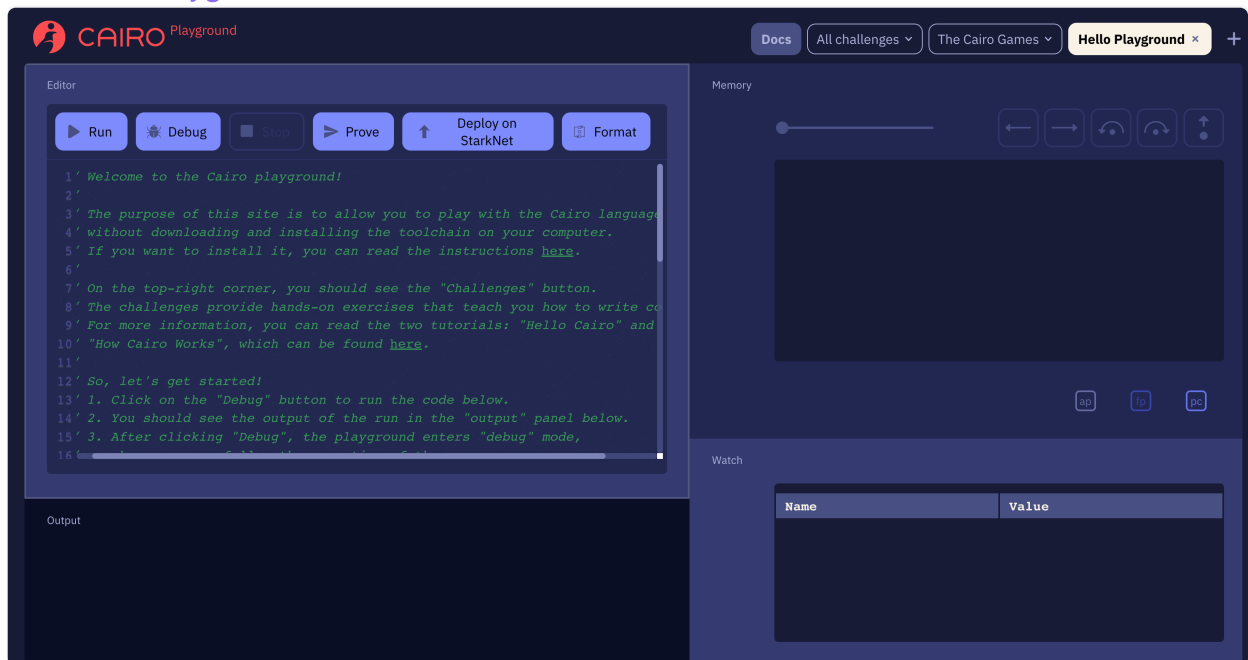 CAIRO Playground
Docs
All challenges
The Cairo Games
Hello Playground ×
+
Editor
Run
Debug
Stop
Prove
Deploy on
StarkNet
Format
1 ′ Welcome to the Cairo playground!
2 ′
3 ′ The purpose of this site is to allow you to play with the Cairo language
4 ′ without downloading and installing the toolchain on your computer.
5 ′ If you want to install it, you can read the instructions here.
6 ′
7 ′ On the top-right corner, you should see the "Challenges" button.
8 ′ The challenges provide hands-on exercises that teach you how to write co
9 ′ For more information, you can read the two tutorials: "Hello Cairo" and
10 ′ "How Cairo Works", which can be found here.
11 ′
12 ′ So, let's get started!
13 ′ 1. Click on the "Debug" button to run the code below.
14 ′ 2. You should see the output of the run in the "output" panel below.
15 ′ 3. After clicking "Debug", the playground enters "debug" mode,
16
Output
Memory
ap
fp
pc
Watch
Name
Value